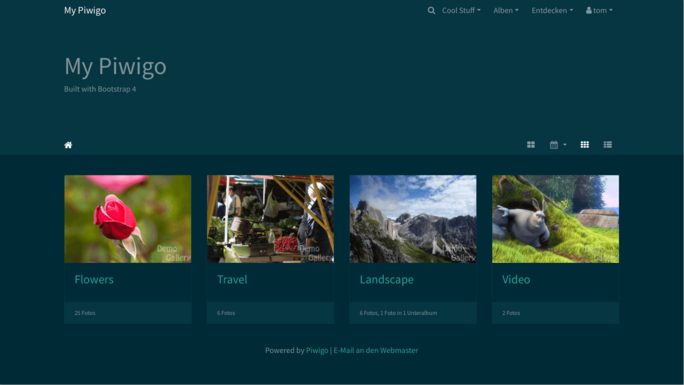 My Piwigo
Cool Stuff
Alben
Entdecken
tom
My Piwigo
Built with Bootstrap 4
Demo
Gallery
Demo
Gallery
Demo
Gallery
Demo
Gallery
Flowers
Travel
Landscape
Video
25 Fotos
6 Fotos
6 Fotos, 1 Foto in 1 Unteralbum
2 Fotos
Powered by Piwigo | E-Mail an den Webmaster